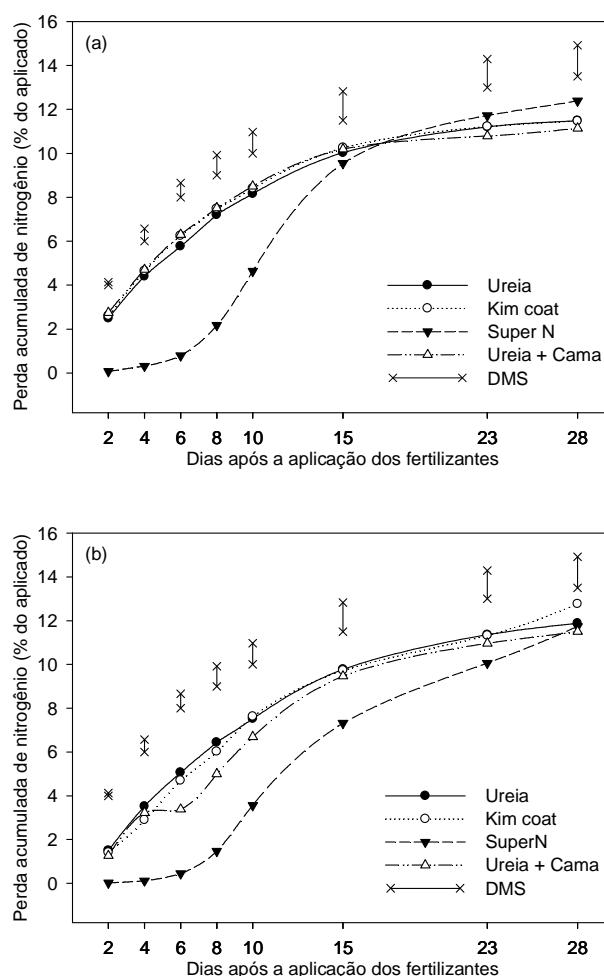 16
(a)
14
12
10
8
6
4
2
0
Perda acumulada de nitrogênio (% do aplicado)
Ureia
Kim coat
Super N
Ureia + Cama
DMS
2 4 6 8 10 15 23 28
Dias após a aplicação dos fertilizantes
16
(b)
14
12
10
8
6
4
2
0
Perda acumulada de nitrogênio (% do aplicado)
Ureia
Kim coat
SuperN
Ureia + Cama
DMS
2 4 6 8 10 15 23 28
Dias após a aplicação dos fertilizantes